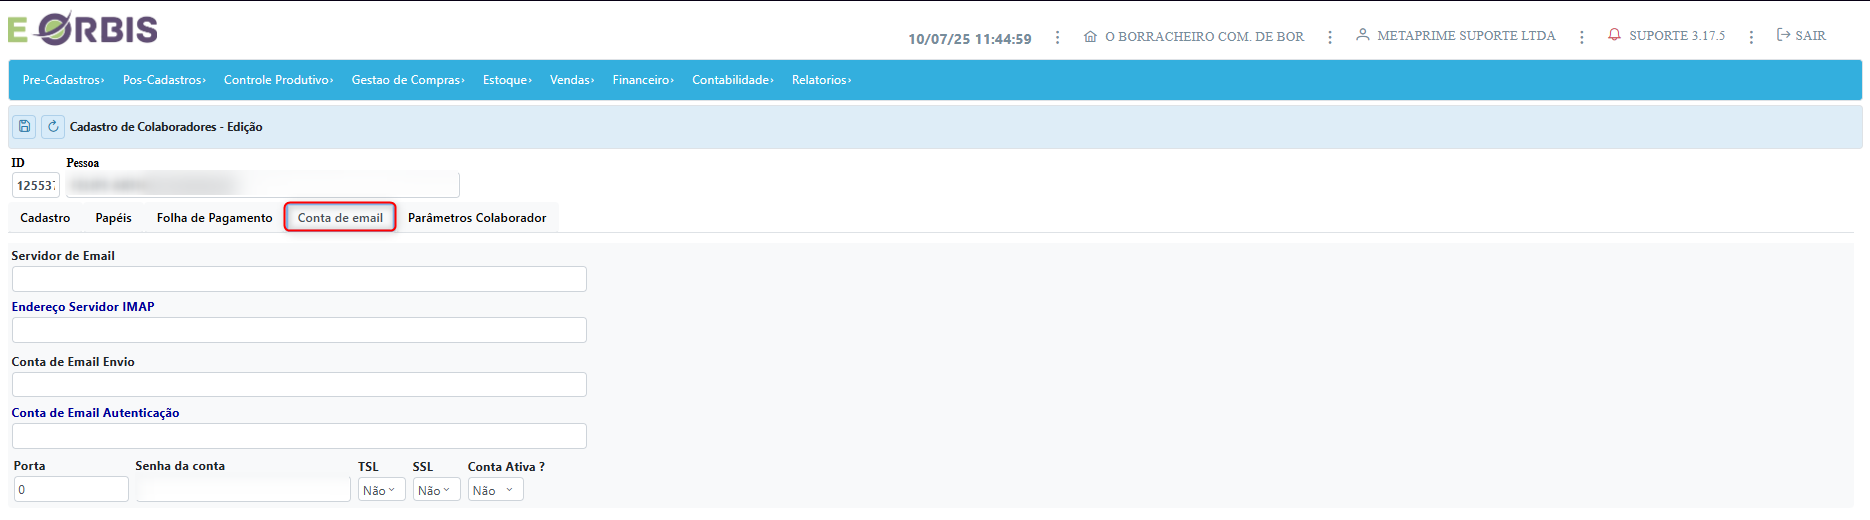 E ORBIS
10/07/25 11:44:59 ⋮ O BORRACHEIRO COM. DE BOR ⋮ METAPRIME SUPORTE LTDA ⋮ SUPORTE 3.17.5 ⋮ SAIR
Pre-Cadastros› Pos-Cadastros› Controle Produtivo› Gestao de Compras› Estoque› Vendas› Financeiro› Contabilidade› Relatorios›
Cadastro de Colaboradores - Edição
ID Pessoa
12553
Cadastro Papéis Folha de Pagamento Conta de email Parâmetros Colaborador
Servidor de Email
Endereço Servidor IMAP
Conta de Email Envio
Conta de Email Autenticação
Porta Senha da conta TSL SSL Conta Ativa ?
0 Não Não Não